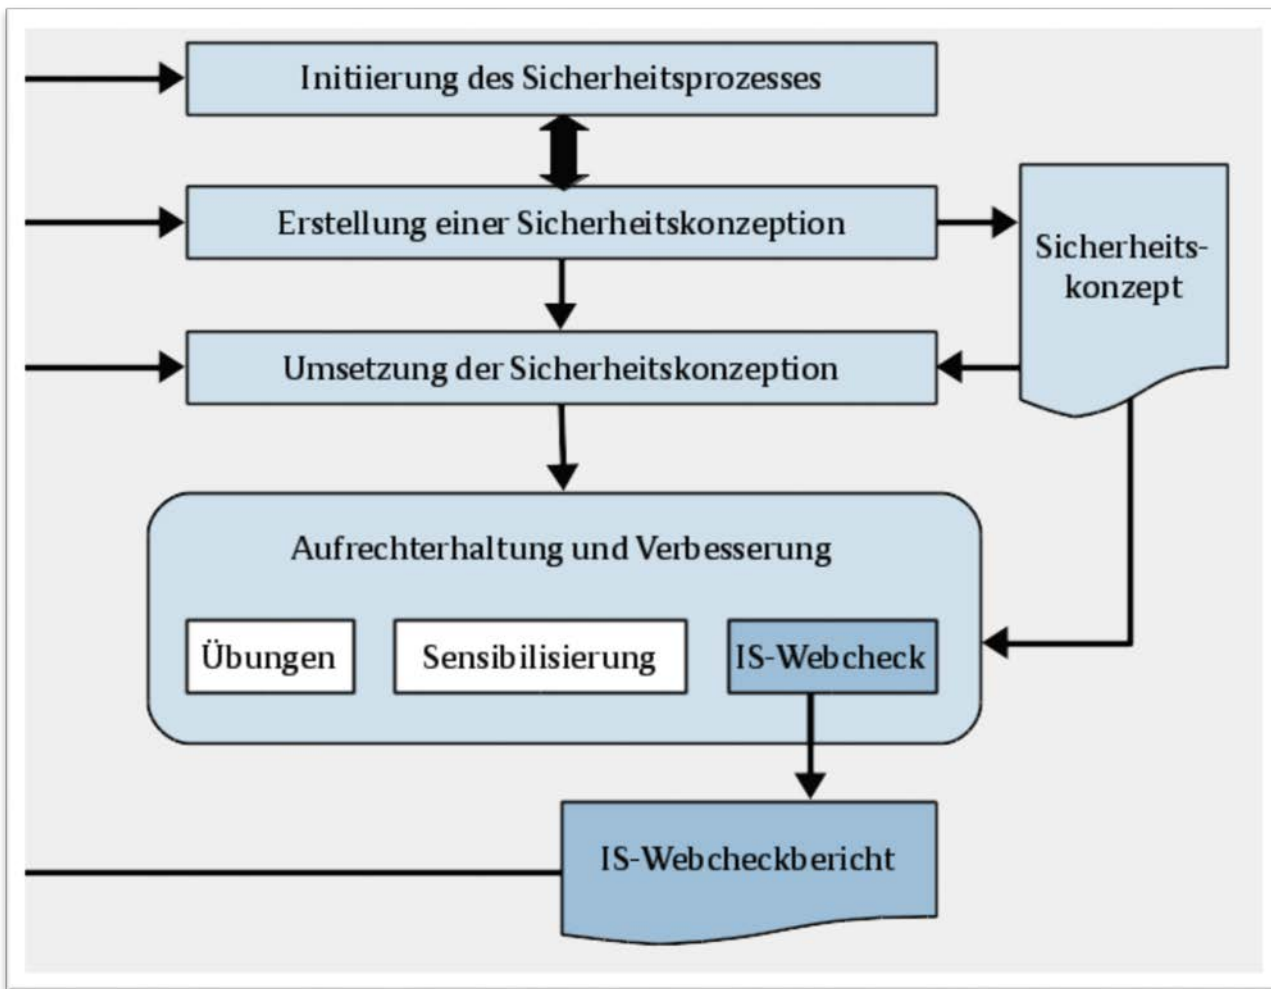 Initiierung des Sicherheitsprozesses
Erstellung einer Sicherheitskonzeption
Sicherheits-
konzept
Umsetzung der Sicherheitskonzeption
Aufrechterhaltung und Verbesserung
Übungen
Sensibilisierung
IS-Webcheck
IS-Webcheckbericht